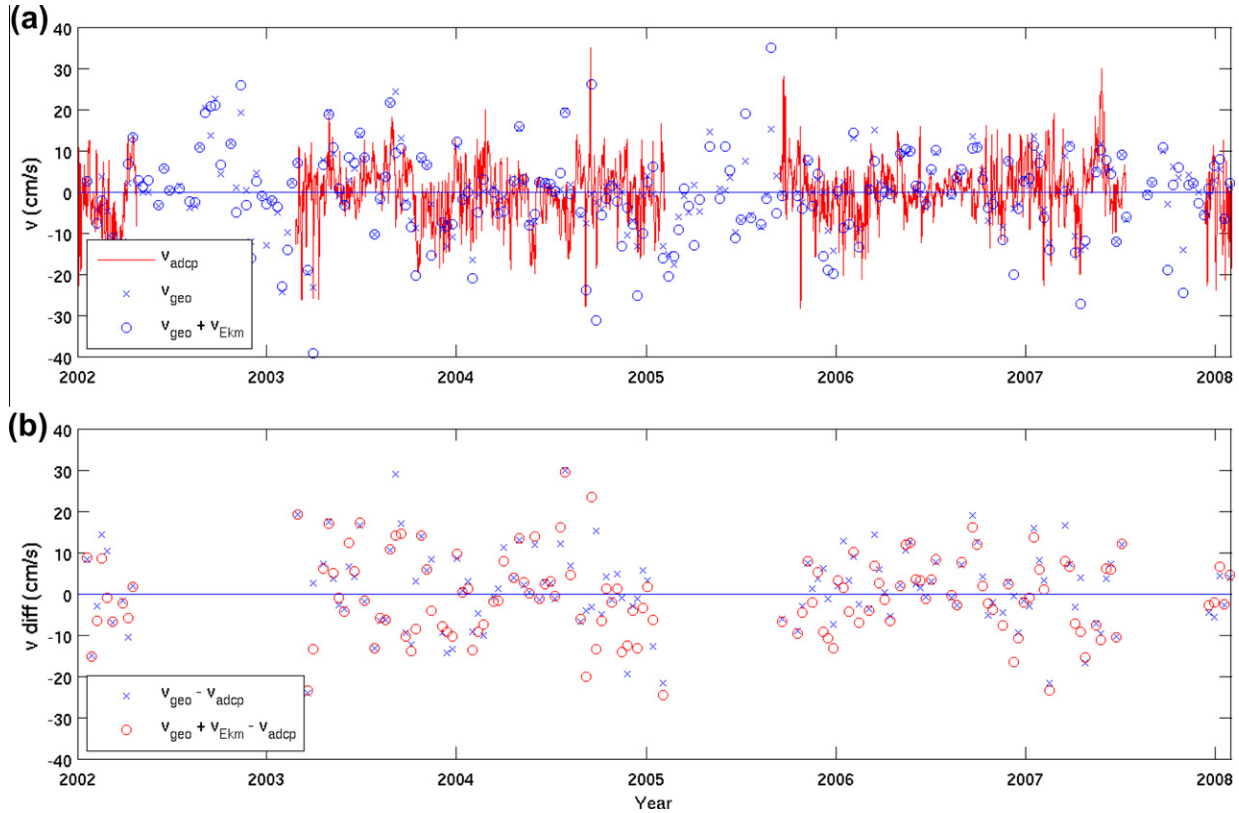 (a)
40
30
20
10
0
-10
-20
-30
-40
v (cm/s)
v_adcp
v_geo
v_geo + v_Ekm
2002 2003 2004 2005 2006 2007 2008
(b)
40
30
20
10
0
-10
-20
-30
-40
v diff (cm/s)
v_geo - v_adcp
v_geo + v_Ekm - v_adcp
2002 2003 2004 2005 2006 2007 2008
Year